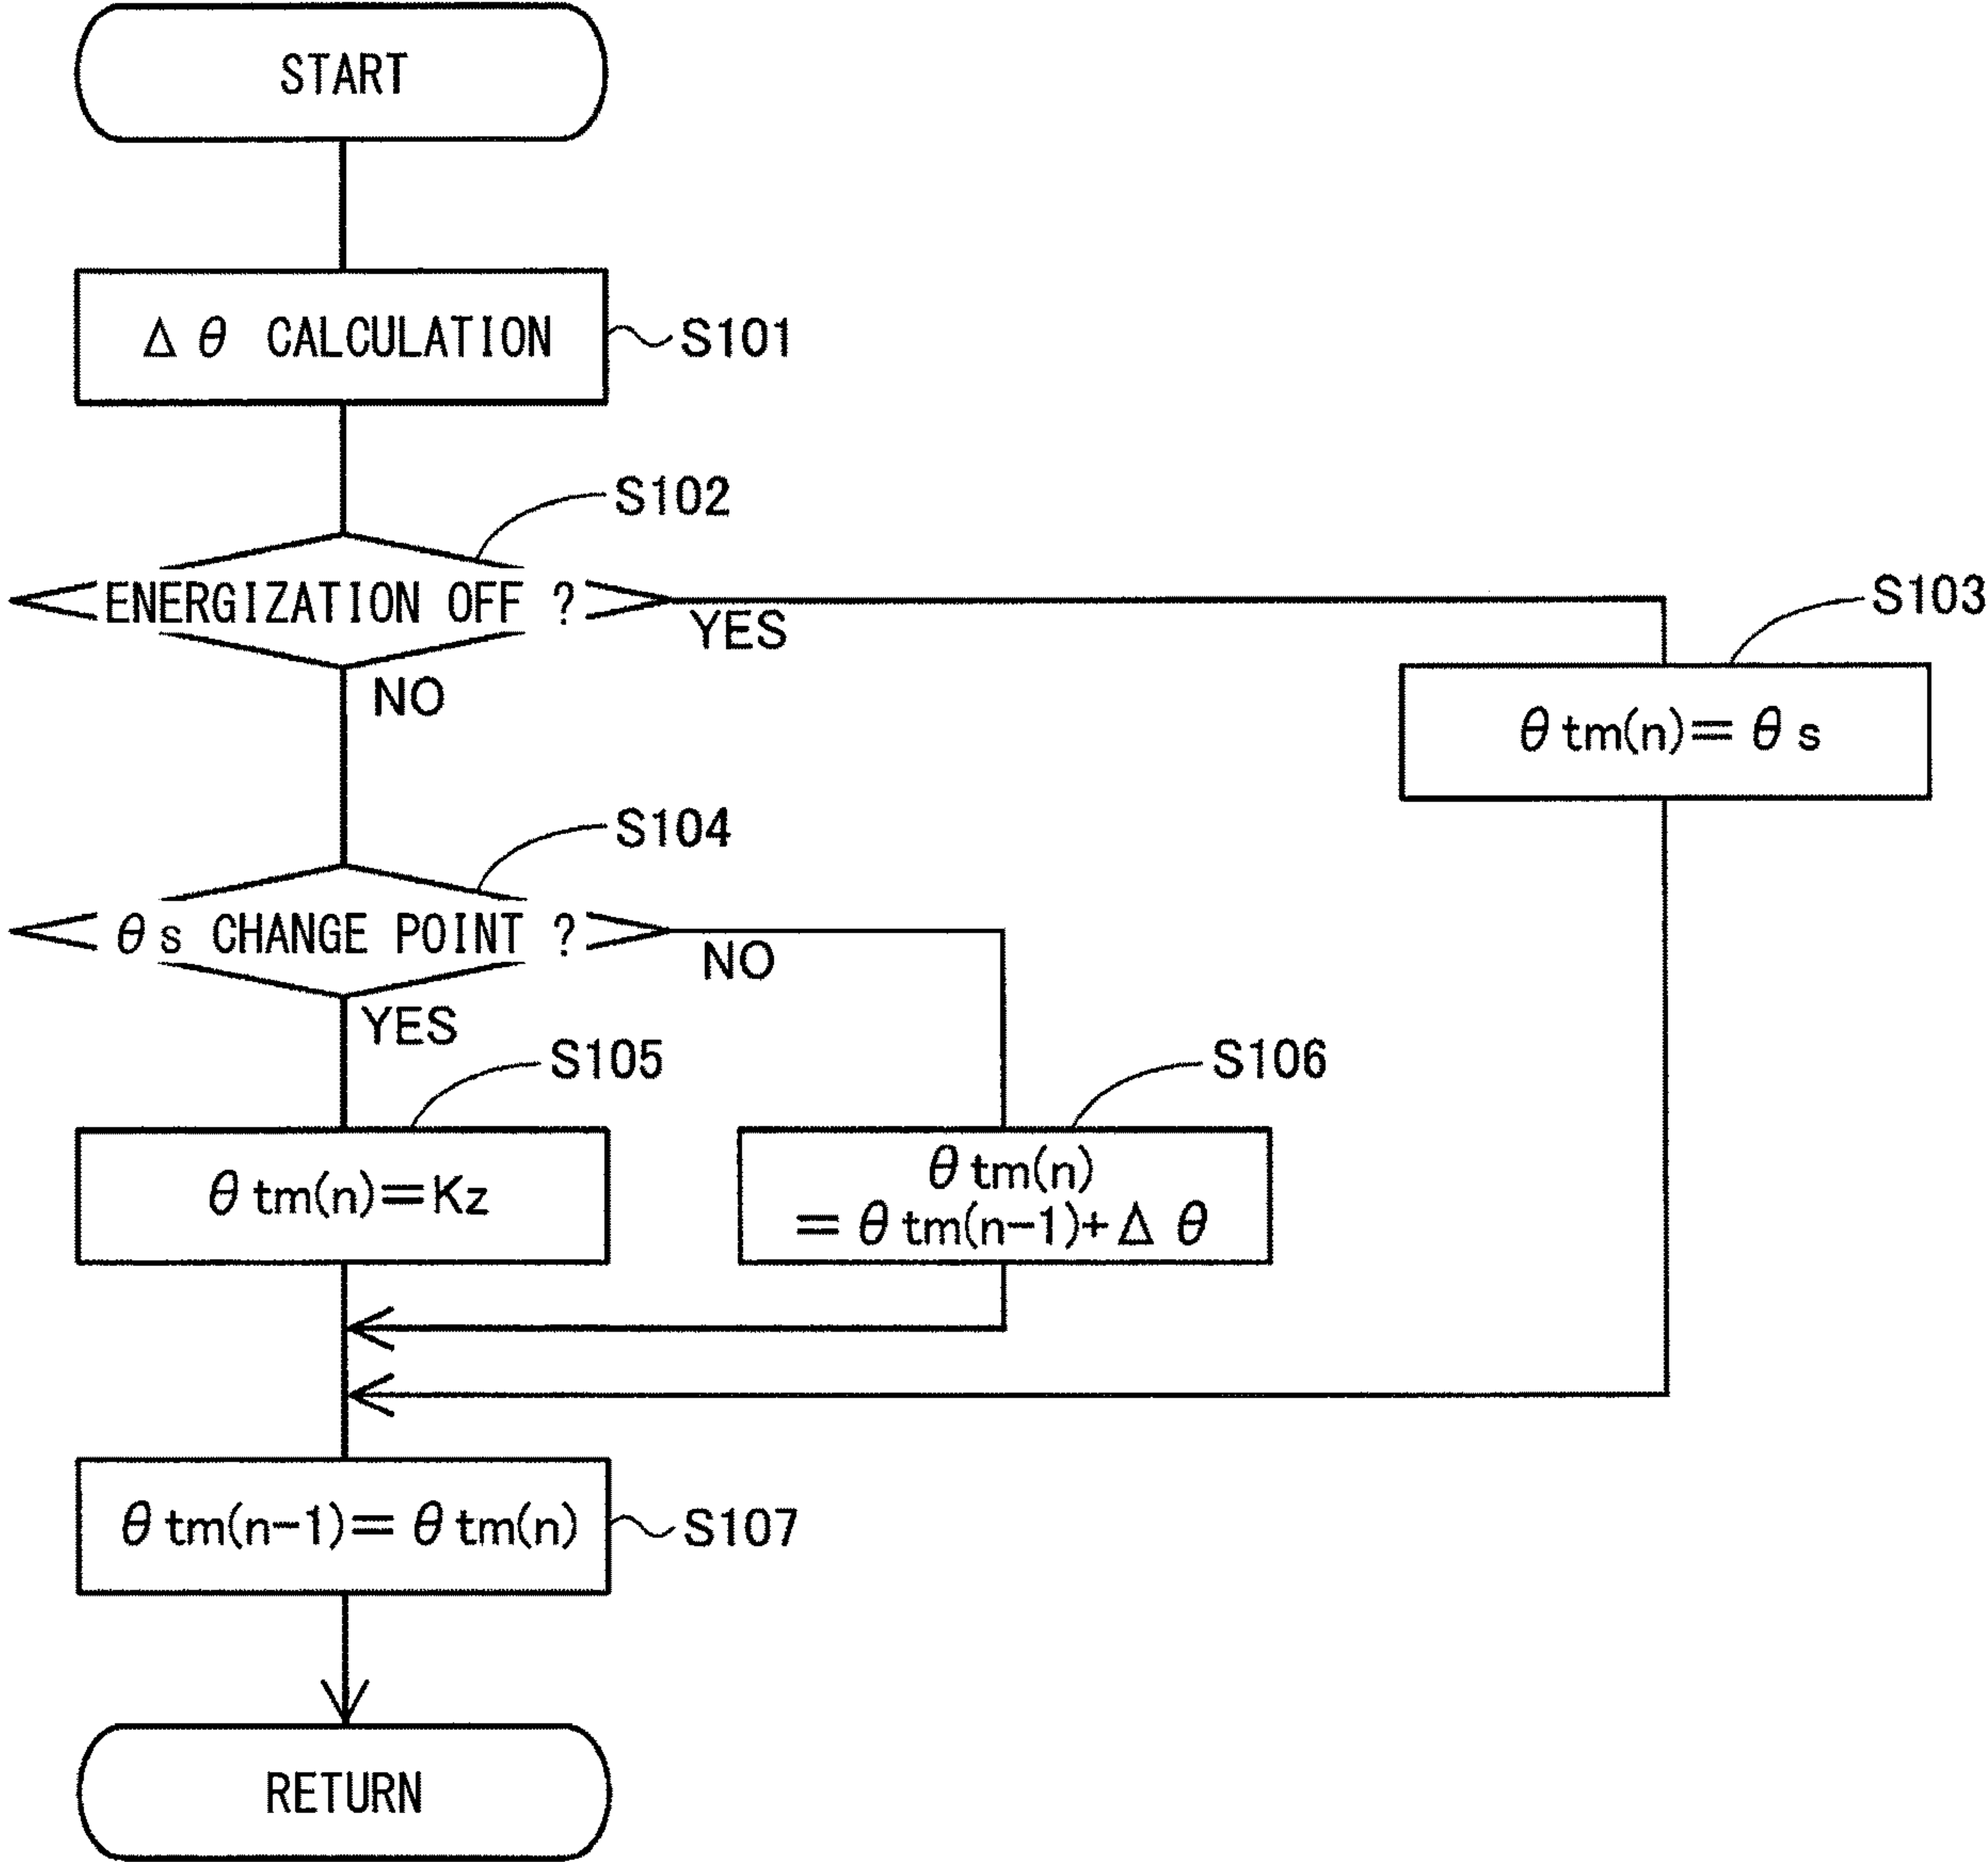 START
Δθ CALCULATION
S101
S102
ENERGIZATION OFF ?
YES
NO
S103
θtm(n)=θs
S104
θs CHANGE POINT ?
NO
YES
S105
θtm(n)=Kz
S106
θtm(n)
=θtm(n-1)+Δθ
θtm(n-1)=θtm(n)
S107
RETURN